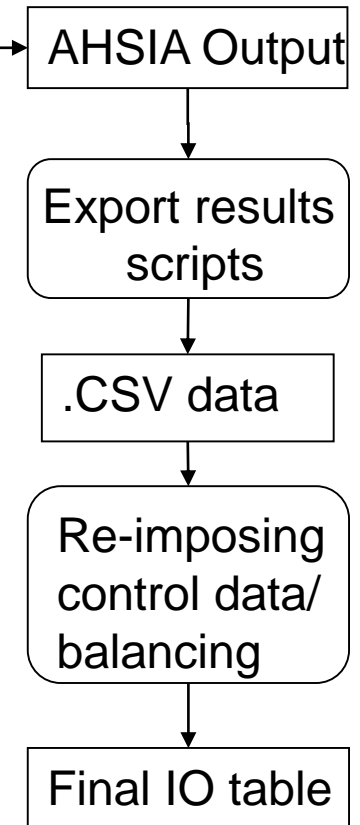 AHSIA Output
Export results
scripts
.CSV data
Re-imposing
control data/
balancing
Final IO table